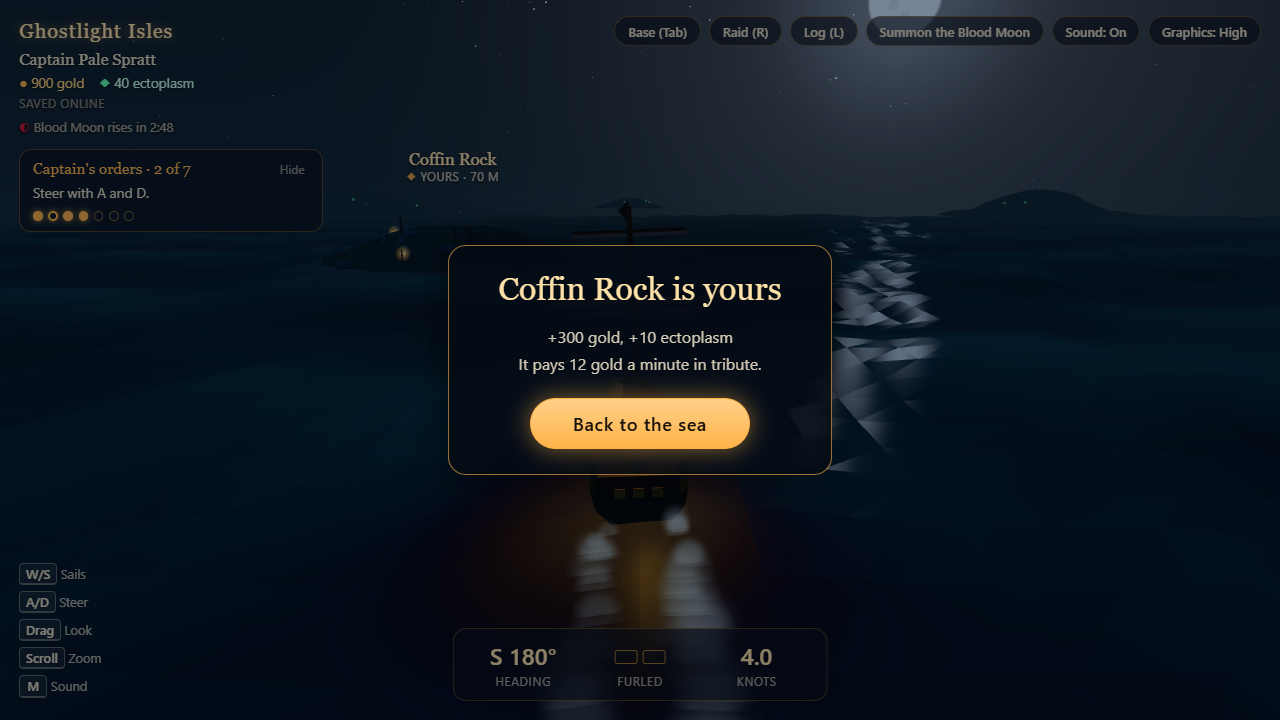 Ghostlight Isles
Captain Pale Spratt
900 gold 40 ectoplasm
SAVED ONLINE
Blood Moon rises in 2:48
Captain's orders · 2 of 7
Hide
Steer with A and D.
Base (Tab)
Raid (R)
Log (L)
Summon the Blood Moon
Sound: On
Graphics: High
Coffin Rock
YOURS · 70 M
Coffin Rock is yours
+300 gold, +10 ectoplasm
It pays 12 gold a minute in tribute.
Back to the sea
W/S Sails
A/D Steer
Drag Look
Scroll Zoom
M Sound
S 180°
HEADING
FURLED
4.0
KNOTS